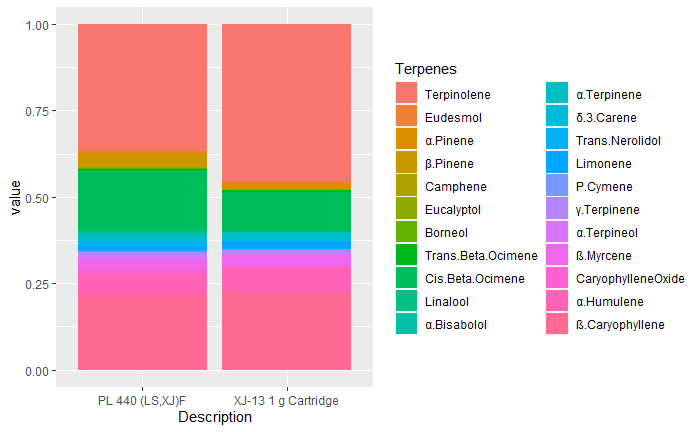 1.00
0.75
0.50
0.25
0.00
value
PL 440 (LS,XJ)F
XJ-13 1 g Cartridge
Description
Terpenes
Terpinolene
Eudesmol
α.Pinene
β.Pinene
Camphene
Eucalyptol
Borneol
Trans.Beta.Ocimene
Cis.Beta.Ocimene
Linalool
α.Bisabolol
α.Terpinene
δ.3.Carene
Trans.Nerolidol
Limonene
P.Cymene
γ.Terpinene
α.Terpineol
ß.Myrcene
CaryophylleneOxide
α.Humulene
ß.Caryophyllene